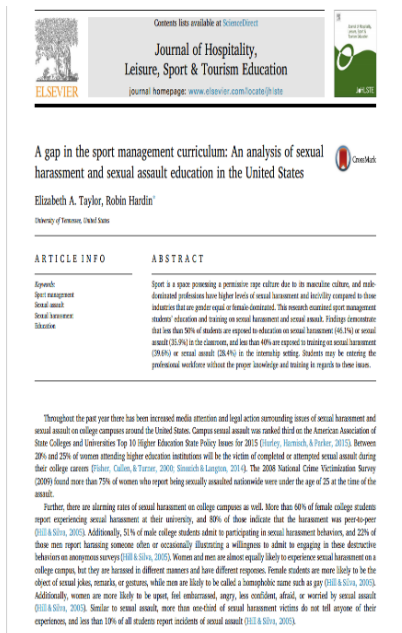 Contents lists available at ScienceDirect
Journal of Hospitality,
Leisure, Sport & Tourism Education
journal homepage: www.elsevier.com/locate/jhlste
ELSEVIER
JoHLSTE
A gap in the sport management curriculum: An analysis of sexual
harassment and sexual assault education in the United States
CrossMark
Elizabeth A. Taylor, Robin Hardin*
University of Tennessee, United States
ARTICLE INFO
Keywords:
Sport management
Sexual assault
Sexual harassment
Education
ABSTRACT
Sport is a space possessing a permissive rape culture due to its masculine culture, and male-
dominated professions have higher levels of sexual harassment and incivility compared to those
industries that are gender equal or female-dominated. This research examined sport management
students' education and training on sexual harassment and sexual assault. Findings demonstrate
that less than 50% of students are exposed to education on sexual harassment (46.1%) or sexual
assault (35.9%) in the classroom, and less than 40% are exposed to training on sexual harassment
(39.6%) or sexual assault (28.4%) in the internship setting. Students may be entering the
professional workforce without the proper knowledge and training in regards to these issues.
Throughout the past year there has been increased media attention and legal action surrounding issues of sexual harassment and
sexual assault on college campuses around the United States. Campus sexual assault was ranked third on the American Association of
State Colleges and Universities Top 10 Higher Education State Policy Issues for 2015 (Hurley, Harnisch, & Parker, 2015). Between
20% and 25% of women attending higher education institutions will be the victim of completed or attempted sexual assault during
their college careers (Fisher, Cullen, & Turner, 2000; Sinozich & Langton, 2014). The 2008 National Crime Victimization Survey
(2009) found more than 75% of women who report being sexually assaulted nationwide were under the age of 25 at the time of the
assault.
Further, there are alarming rates of sexual harassment on college campuses as well. More than 60% of female college students
report experiencing sexual harassment at their university, and 80% of those indicate that the harassment was peer-to-peer
(Hill & Silva, 2005). Additionally, 51% of male college students admit to participating in sexual harassment behaviors, and 22% of
those men report harassing someone often or occasionally illustrating a willingness to admit to engaging in these destructive
behaviors on anonymous surveys (Hill & Silva, 2005). Women and men are almost equally likely to experience sexual harassment on a
college campus, but they are harassed in different manners and have different responses. Female students are more likely to be the
object of sexual jokes, remarks, or gestures, while men are likely to be called a homophobic name such as gay (Hill & Silva, 2005).
Additionally, women are more likely to be upset, feel embarrassed, angry, less confident, afraid, or worried by sexual assault
(Hill & Silva, 2005). Similar to sexual assault, more than one-third of sexual harassment victims do not tell anyone of their
experiences, and less than 10% of all students report incidents of sexual assault (Hill & Silva, 2005).